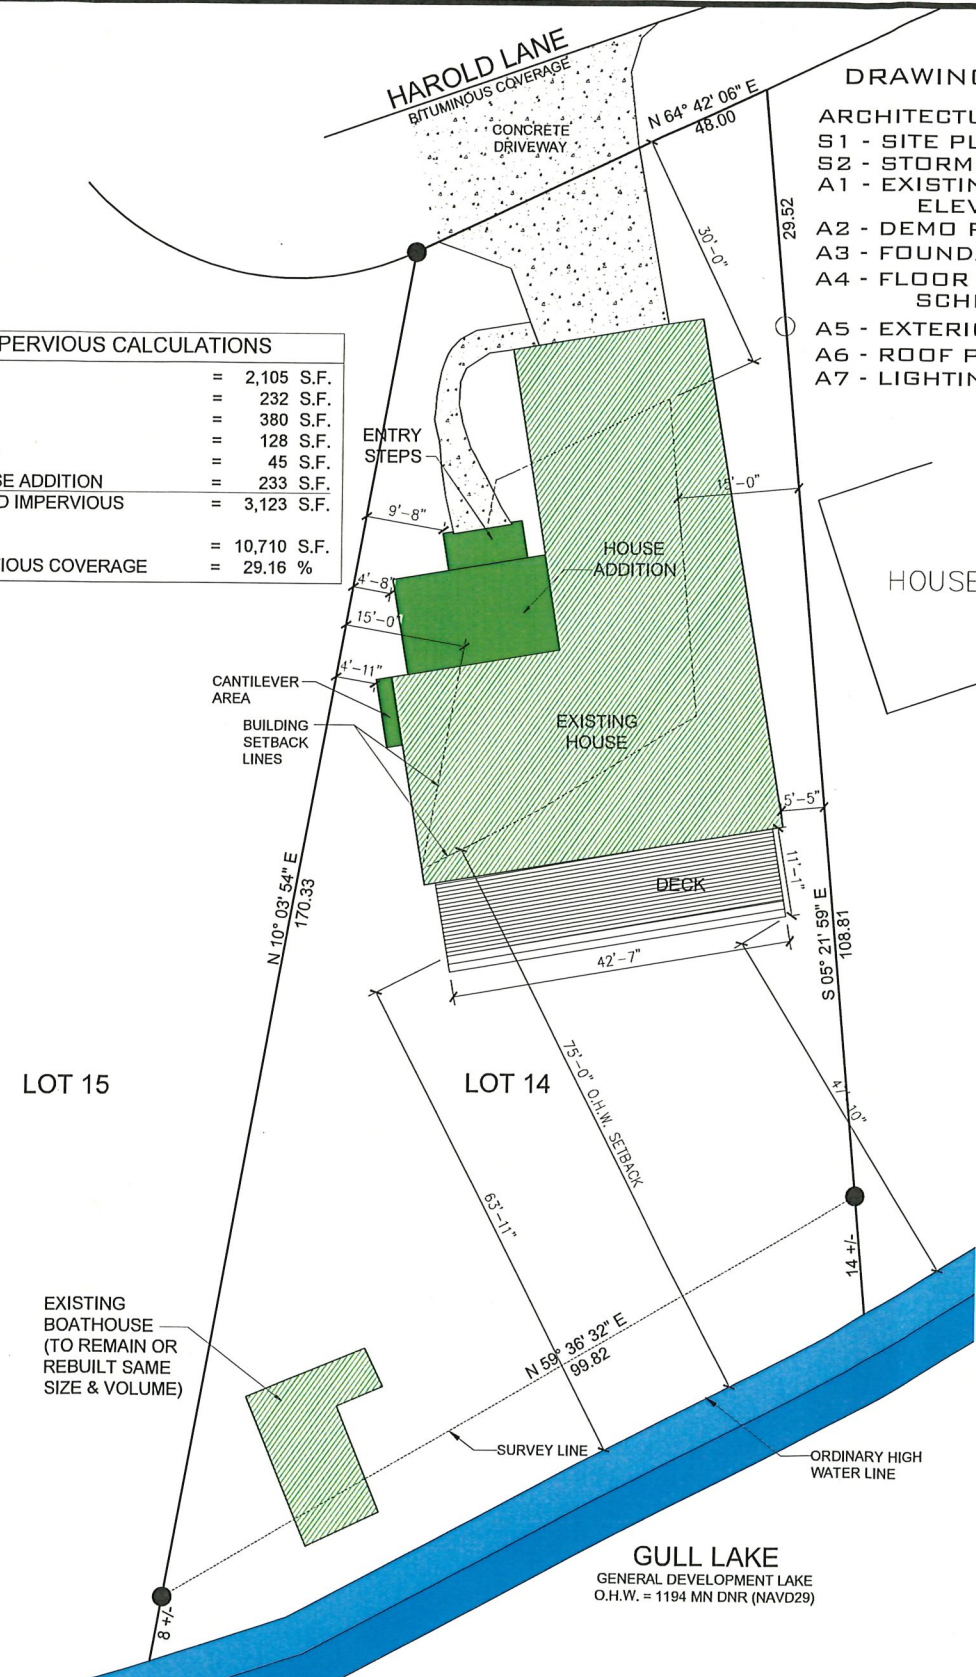 HAROLD LANE
BITUMINOUS COVERAGE
CONCRETE
DRIVEWAY
N 64° 42' 06" E
48.00
DRAWING
ARCHITECTU
S1 - SITE PL
S2 - STORM
A1 - EXISTIN
ELEV
A2 - DEMO F
A3 - FOUNDA
A4 - FLOOR
SCHE
A5 - EXTERIO
A6 - ROOF P
A7 - LIGHTIN
29.52
30'-0"
PERVIOUS CALCULATIONS
= 2,105 S.F.
= 232 S.F.
= 380 S.F.
= 128 S.F.
= 45 S.F.
SE ADDITION = 233 S.F.
D IMPERVIOUS = 3,123 S.F.
= 10,710 S.F.
IOUS COVERAGE = 29.16 %
ENTRY
STEPS
9'-8"
15'-0"
HOUSE
ADDITION
HOUSE
4'-8"
15'-0"
4'-11"
CANTILEVER
AREA
BUILDING
SETBACK
LINES
EXISTING
HOUSE
5'-5"
11'-1"
DECK
42'-7"
N 10° 03' 54" E
170.33
S 05° 21' 59" E
108.81
LOT 15
LOT 14
75'-0" O.H.W. SETBACK
47'-10"
63'-11"
14 +/-
EXISTING
BOATHOUSE
(TO REMAIN OR
REBUILT SAME
SIZE & VOLUME)
N 59° 36' 32" E
99.82
SURVEY LINE
ORDINARY HIGH
WATER LINE
8 +/-
GULL LAKE
GENERAL DEVELOPMENT LAKE
O.H.W. = 1194 MN DNR (NAVD29)